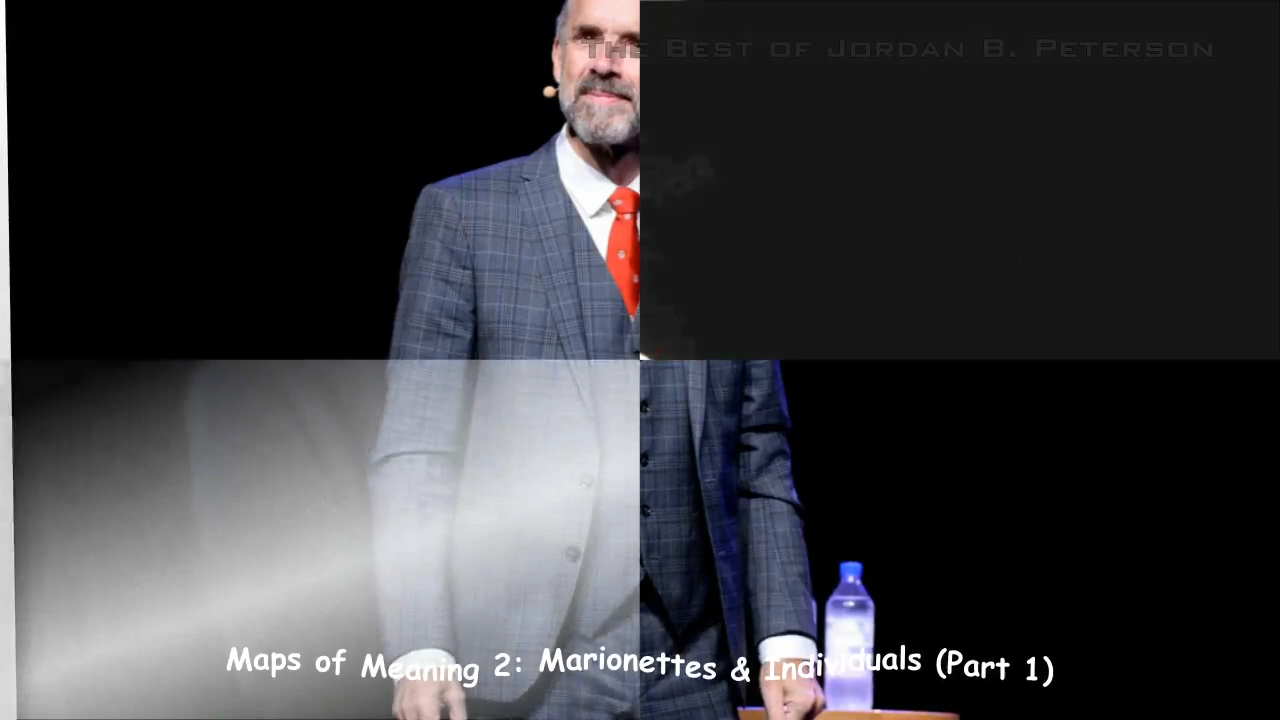 The Best of Jordan B. Peterson
Maps of Meaning 2: Marionettes & Individuals (Part 1)